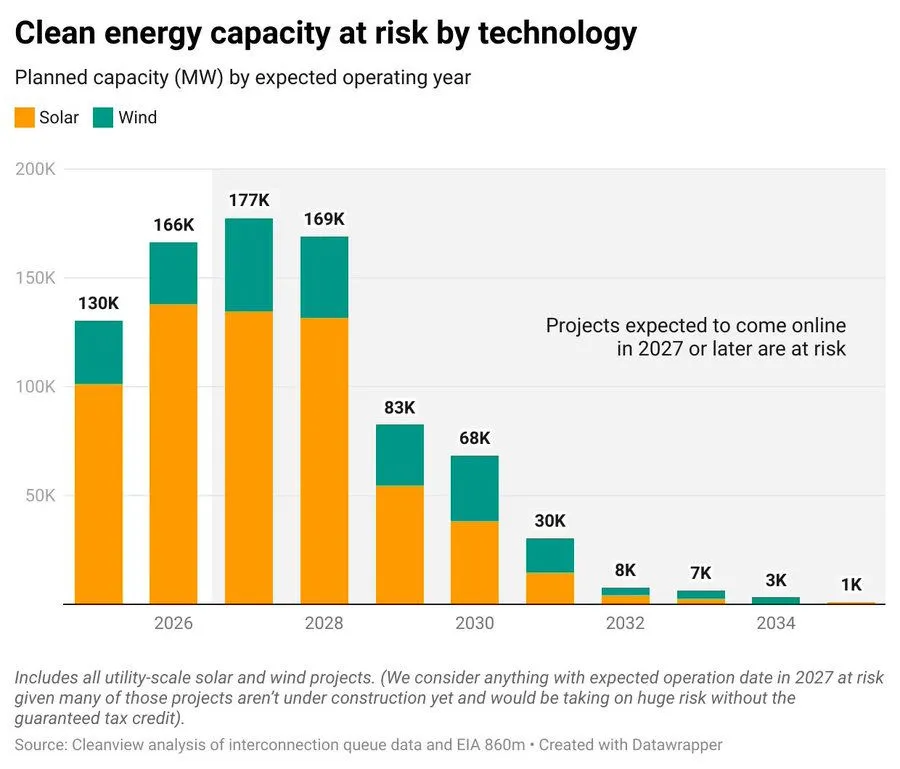 Clean energy capacity at risk by technology
Planned capacity (MW) by expected operating year
Solar Wind
200K
177K
169K
166K
150K
130K
Projects expected to come online
in 2027 or later are at risk
100K
83K
68K
50K
30K
8K
7K
3K
1K
2026 2028 2030 2032 2034
Includes all utility-scale solar and wind projects. (We consider anything with expected operation date in 2027 at risk
given many of those projects aren't under construction yet and would be taking on huge risk without the
guaranteed tax credit).
Source: Cleanview analysis of interconnection queue data and EIA 860m • Created with Datawrapper